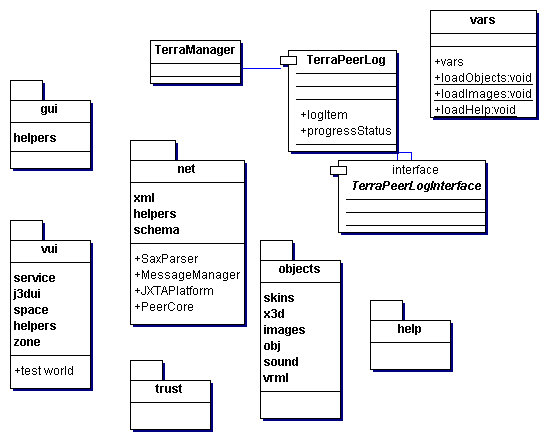 TerraManager
TerraPeerLog
+logItem
+progressStatus
vars
+vars
+loadObjects:void
+loadImages:void
+loadHelp:void
gui
helpers
net
xml
helpers
schema
+SaxParser
+MessageManager
+JXTAPlatform
+PeerCore
interface
TerraPeerLogInterface
vui
service
j3dui
space
helpers
zone
+test world
objects
skins
x3d
images
obj
sound
vrml
help
trust